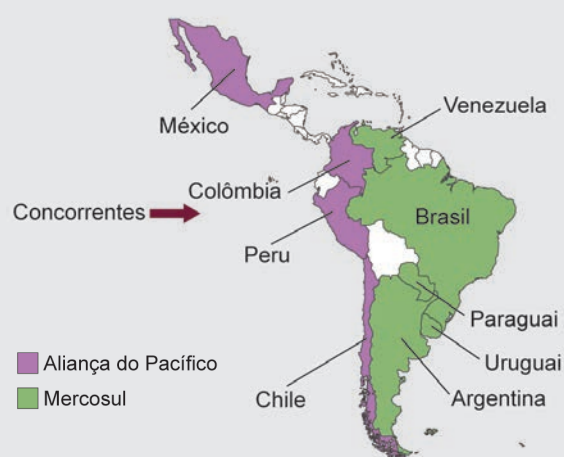 México
Venezuela
Colômbia
Concorrentes
Brasil
Peru
Paraguai
Aliança do Pacífico
Uruguai
Mercosul
Chile
Argentina